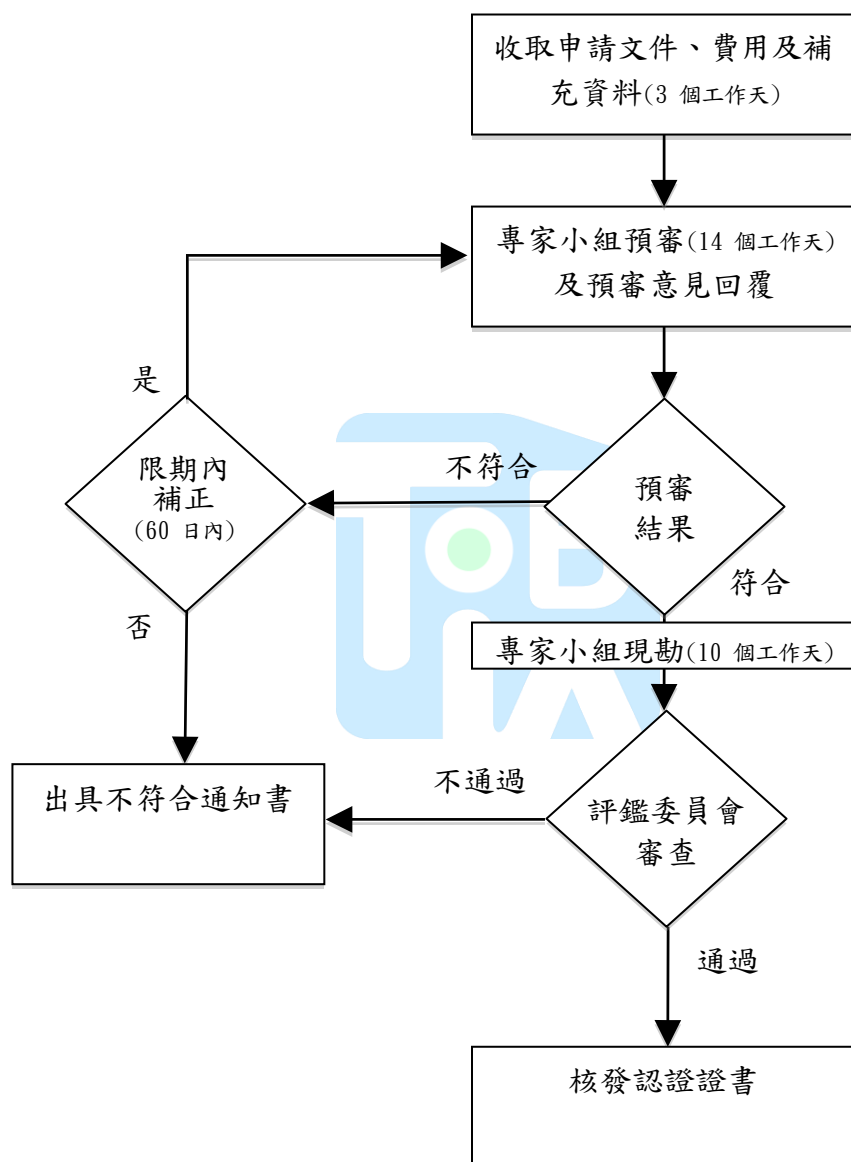 收取申請文件、費用及補
充資料(3 個工作天)
專家小組預審(14 個工作天)
及預審意見回覆
是
限期內
補正
(60 日內)
不符合
預審
結果
符合
否
專家小組現勘(10 個工作天)
出具不符合通知書
不通過
評鑑委員會
審查
通過
核發認證證書